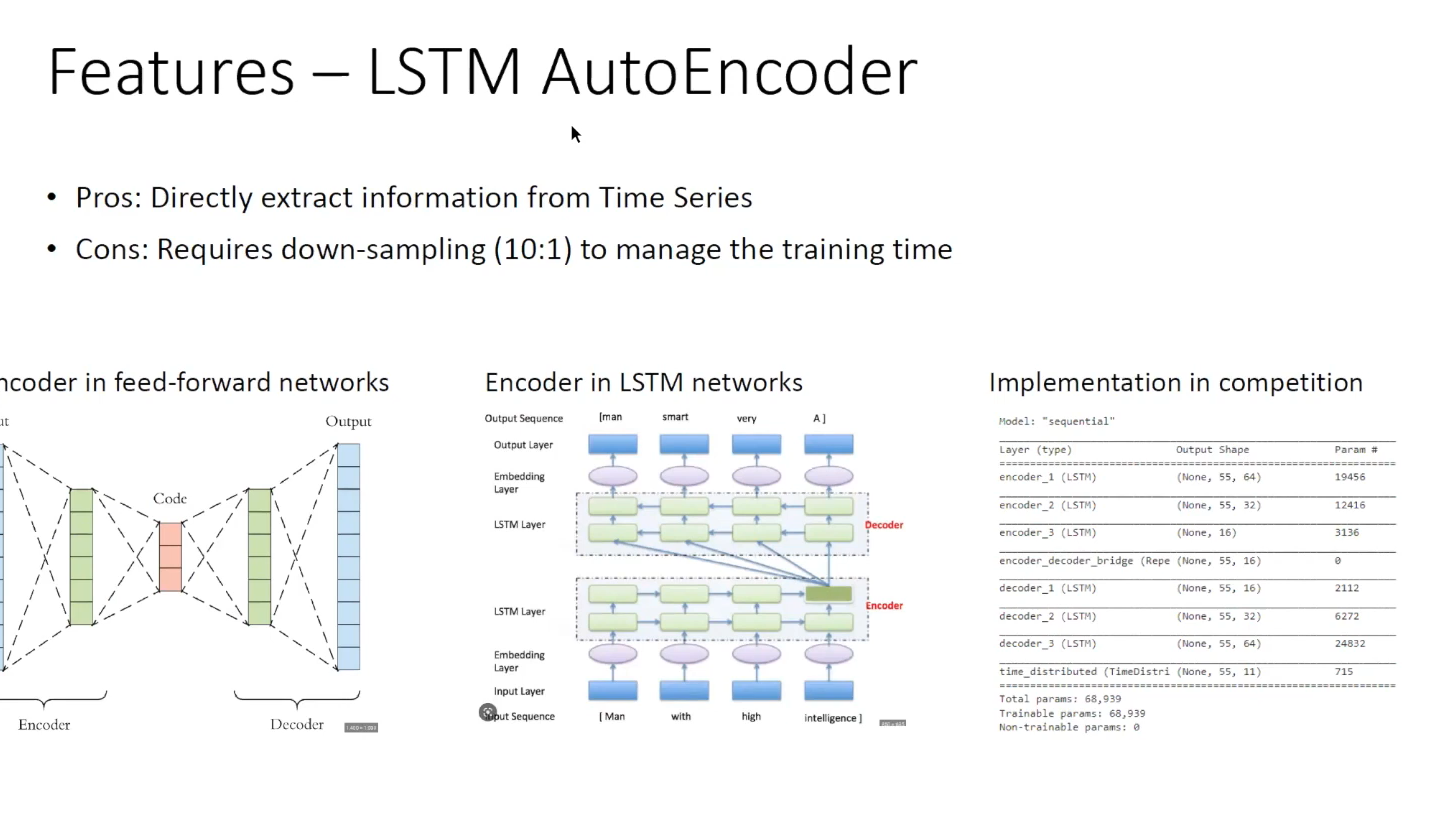 Features – LSTM AutoEncoder
• Pros: Directly extract information from Time Series
• Cons: Requires down-sampling (10:1) to manage the training time
ncoder in feed-forward networks
ut
Output
Code
Encoder
Decoder
Encoder in LSTM networks
Output Sequence [man smart very A ]
Output Layer
Embedding
Layer
LSTM Layer
Decoder
LSTM Layer
Encoder
Embedding
Layer
Input Layer
Input Sequence [ Man with high intelligence ]
Implementation in competition
Model: "sequential"
Layer (type) Output Shape Param #
encoder_1 (LSTM) (None, 55, 64) 19456
encoder_2 (LSTM) (None, 55, 32) 12416
encoder_3 (LSTM) (None, 16) 3136
encoder_decoder_bridge (Repe (None, 55, 16) 0
decoder_1 (LSTM) (None, 55, 16) 2112
decoder_2 (LSTM) (None, 55, 32) 6272
decoder_3 (LSTM) (None, 55, 64) 24832
time_distributed (TimeDistri (None, 55, 11) 715
Total params: 68,939
Trainable params: 68,939
Non-trainable params: 0